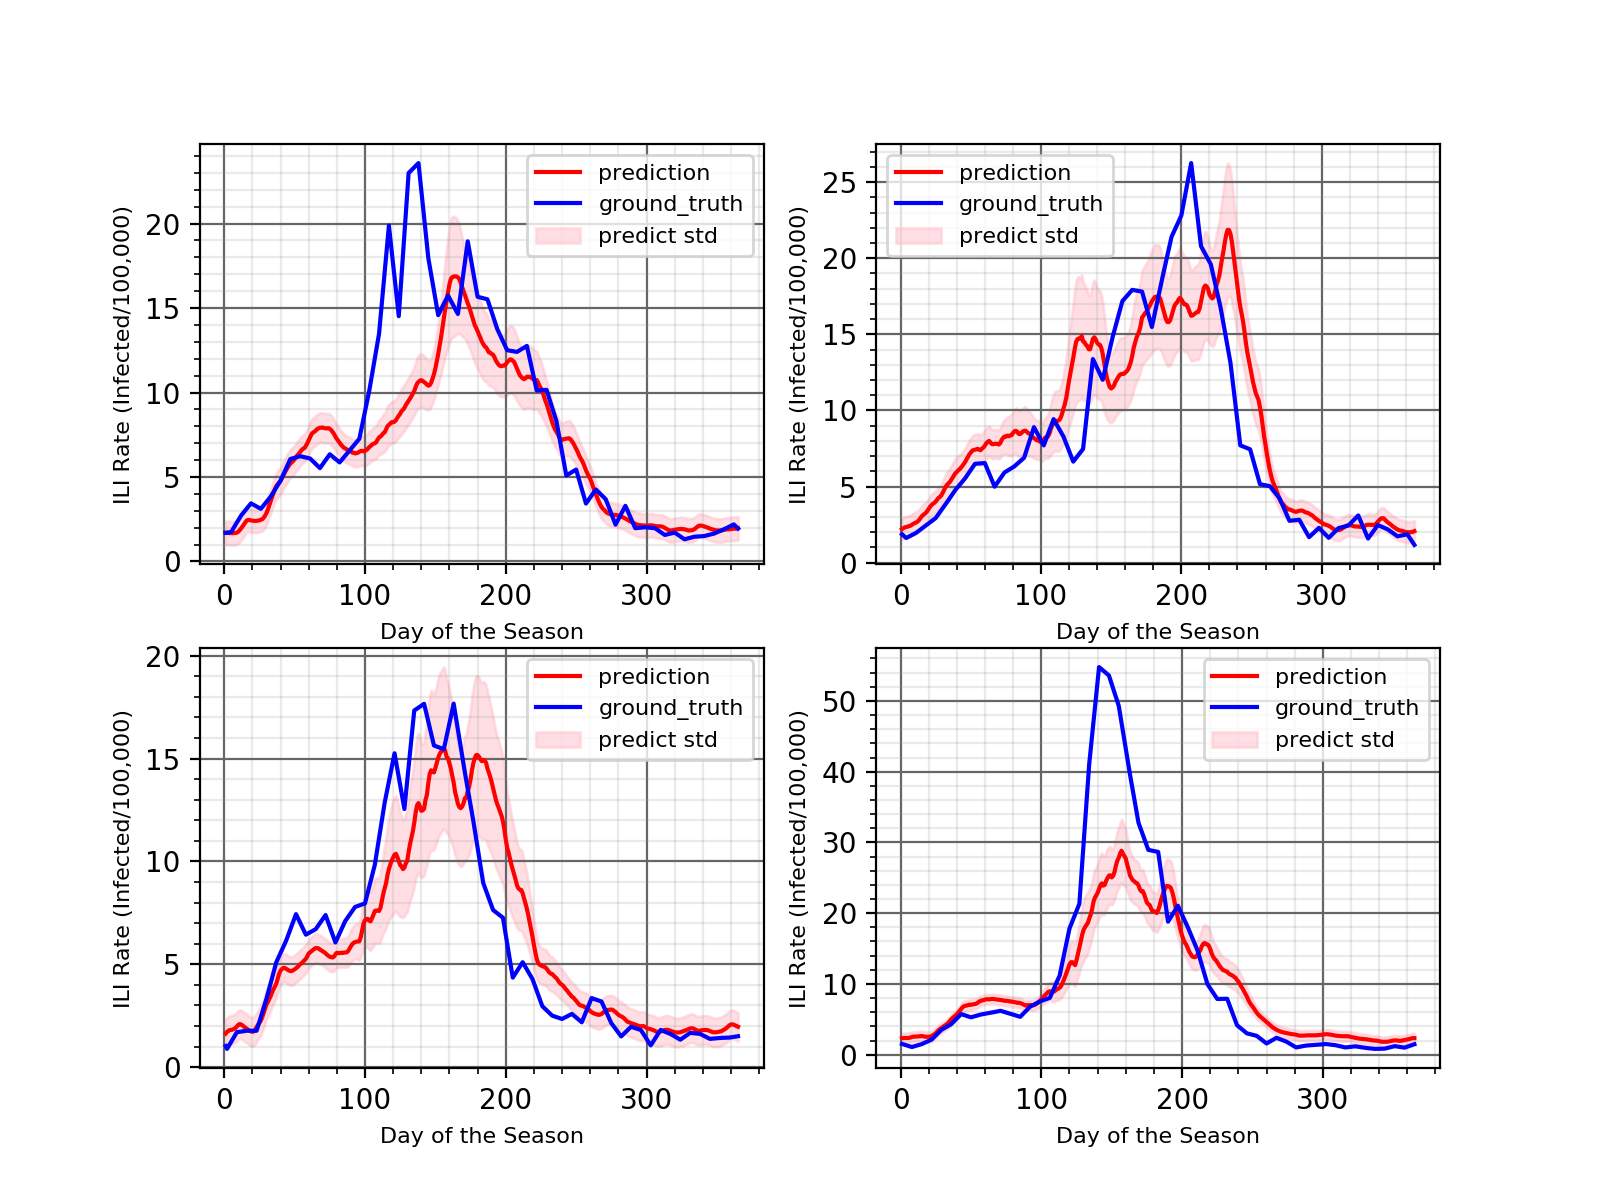 prediction
ground_truth
predict std
ILI Rate (Infected/100,000)
20
15
10
5
0
0 100 200 300
Day of the Season
prediction
ground_truth
predict std
ILI Rate (Infected/100,000)
25
20
15
10
5
0
0 100 200 300
Day of the Season
prediction
ground_truth
predict std
ILI Rate (Infected/100,000)
20
15
10
5
0
0 100 200 300
Day of the Season
prediction
ground_truth
predict std
ILI Rate (Infected/100,000)
50
40
30
20
10
0
0 100 200 300
Day of the Season